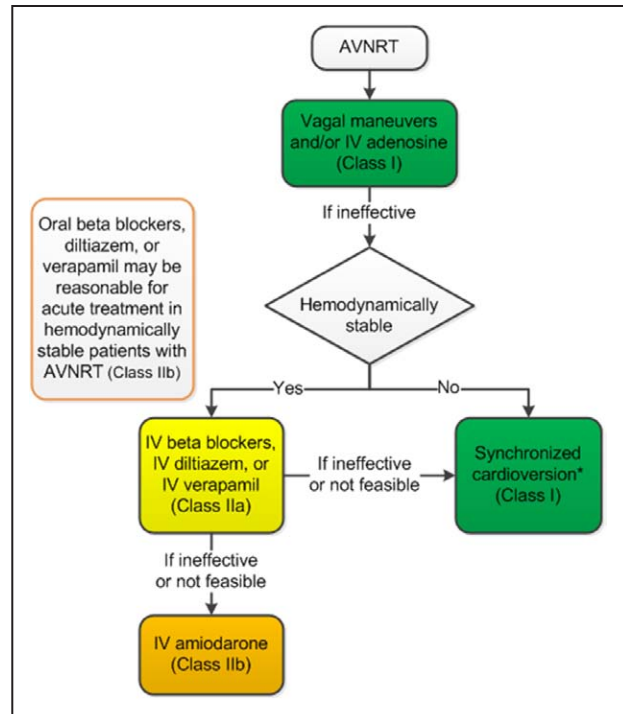 AVNRT
Vagal maneuvers
and/or IV adenosine
(Class I)
If ineffective
Oral beta blockers,
diltiazem, or
verapamil may be
reasonable for
acute treatment in
hemodynamically
stable patients with
AVNRT (Class IIb)
Hemodynamically
stable
Yes
No
IV beta blockers,
IV diltiazem, or
IV verapamil
(Class IIa)
If ineffective
or not feasible
Synchronized
cardioversion*
(Class I)
If ineffective
or not feasible
IV amiodarone
(Class IIb)